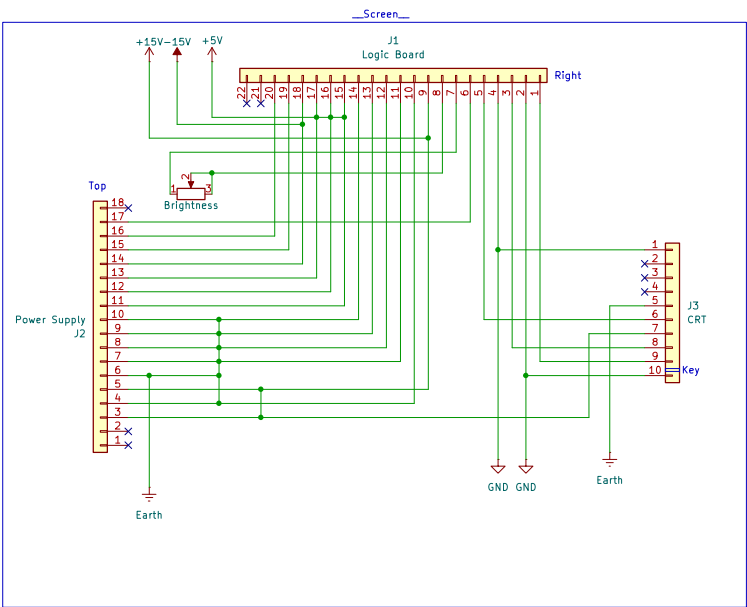 __Screen__
+15V-15V +5V
J1
Logic Board
Right
22 21 20 19 18 17 16 15 14 13 12 11 10 9 8 7 6 5 4 3 2 1
1 2 3
Brightness
Top
18
17
16
15
14
13
12
11
10
9
8
7
6
5
4
3
2
1
Power Supply
J2
1
2
3
4
5
6
7
8
9
10
J3
CRT
Key
GND GND
Earth
Earth